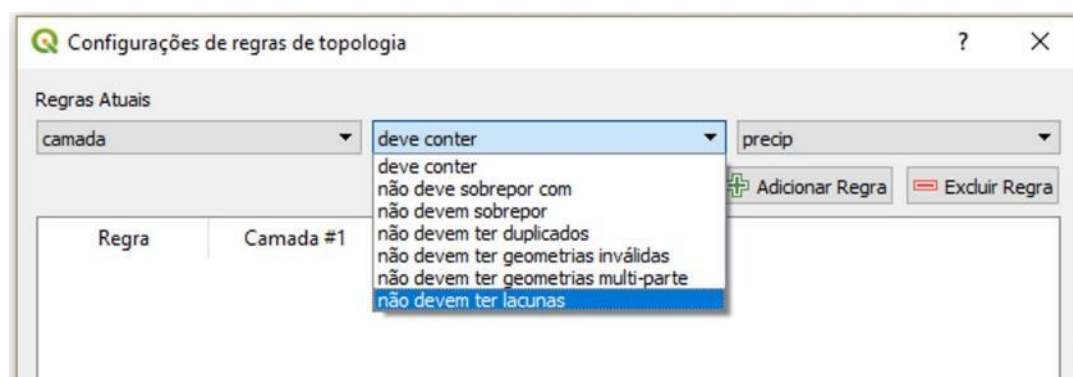 Configurações de regras de topologia
Regras Atuais
camada deve conter precip
deve conter
não deve sobrepor com
não devem sobrepor
não devem ter duplicados
não devem ter geometrias inválidas
não devem ter geometrias multi-parte
não devem ter lacunas
Adicionar Regra Excluir Regra
Regra Camada #1